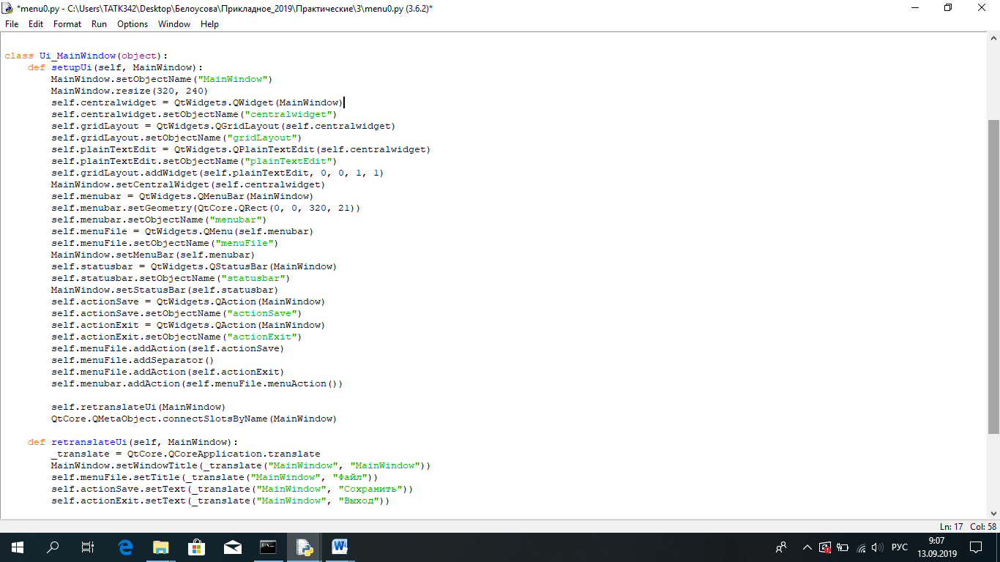 *menu0.py - C:\Users\TATK342\Desktop\Белоусова\Прикладное_2019\Практические\3\menu0.py (3.6.2)*
File Edit Format Run Options Window Help
class Ui_MainWindow(object):
    def setupUi(self, MainWindow):
        MainWindow.setObjectName("MainWindow")
        MainWindow.resize(320, 240)
        self.centralwidget = QtWidgets.QWidget(MainWindow)
        self.centralwidget.setObjectName("centralwidget")
        self.gridLayout = QtWidgets.QGridLayout(self.centralwidget)
        self.gridLayout.setObjectName("gridLayout")
        self.plainTextEdit = QtWidgets.QPlainTextEdit(self.centralwidget)
        self.plainTextEdit.setObjectName("plainTextEdit")
        self.gridLayout.addWidget(self.plainTextEdit, 0, 0, 1, 1)
        MainWindow.setCentralWidget(self.centralwidget)
        self.menubar = QtWidgets.QMenuBar(MainWindow)
        self.menubar.setGeometry(QtCore.QRect(0, 0, 320, 21))
        self.menubar.setObjectName("menubar")
        self.menuFile = QtWidgets.QMenu(self.menubar)
        self.menuFile.setObjectName("menuFile")
        MainWindow.setMenuBar(self.menubar)
        self.statusbar = QtWidgets.QStatusBar(MainWindow)
        self.statusbar.setObjectName("statusbar")
        MainWindow.setStatusBar(self.statusbar)
        self.actionSave = QtWidgets.QAction(MainWindow)
        self.actionSave.setObjectName("actionSave")
        self.actionExit = QtWidgets.QAction(MainWindow)
        self.actionExit.setObjectName("actionExit")
        self.menuFile.addAction(self.actionSave)
        self.menuFile.addSeparator()
        self.menuFile.addAction(self.actionExit)
        self.menubar.addAction(self.menuFile.menuAction())
        self.retranslateUi(MainWindow)
        QtCore.QMetaObject.connectSlotsByName(MainWindow)
    def retranslateUi(self, MainWindow):
        _translate = QtCore.QCoreApplication.translate
        MainWindow.setWindowTitle(_translate("MainWindow", "MainWindow"))
        self.menuFile.setTitle(_translate("MainWindow", "Файл"))
        self.actionSave.setText(_translate("MainWindow", "Сохранить"))
        self.actionExit.setText(_translate("MainWindow", "Выход"))
Ln: 17 Col: 58
РУС
9:07
13.09.2019